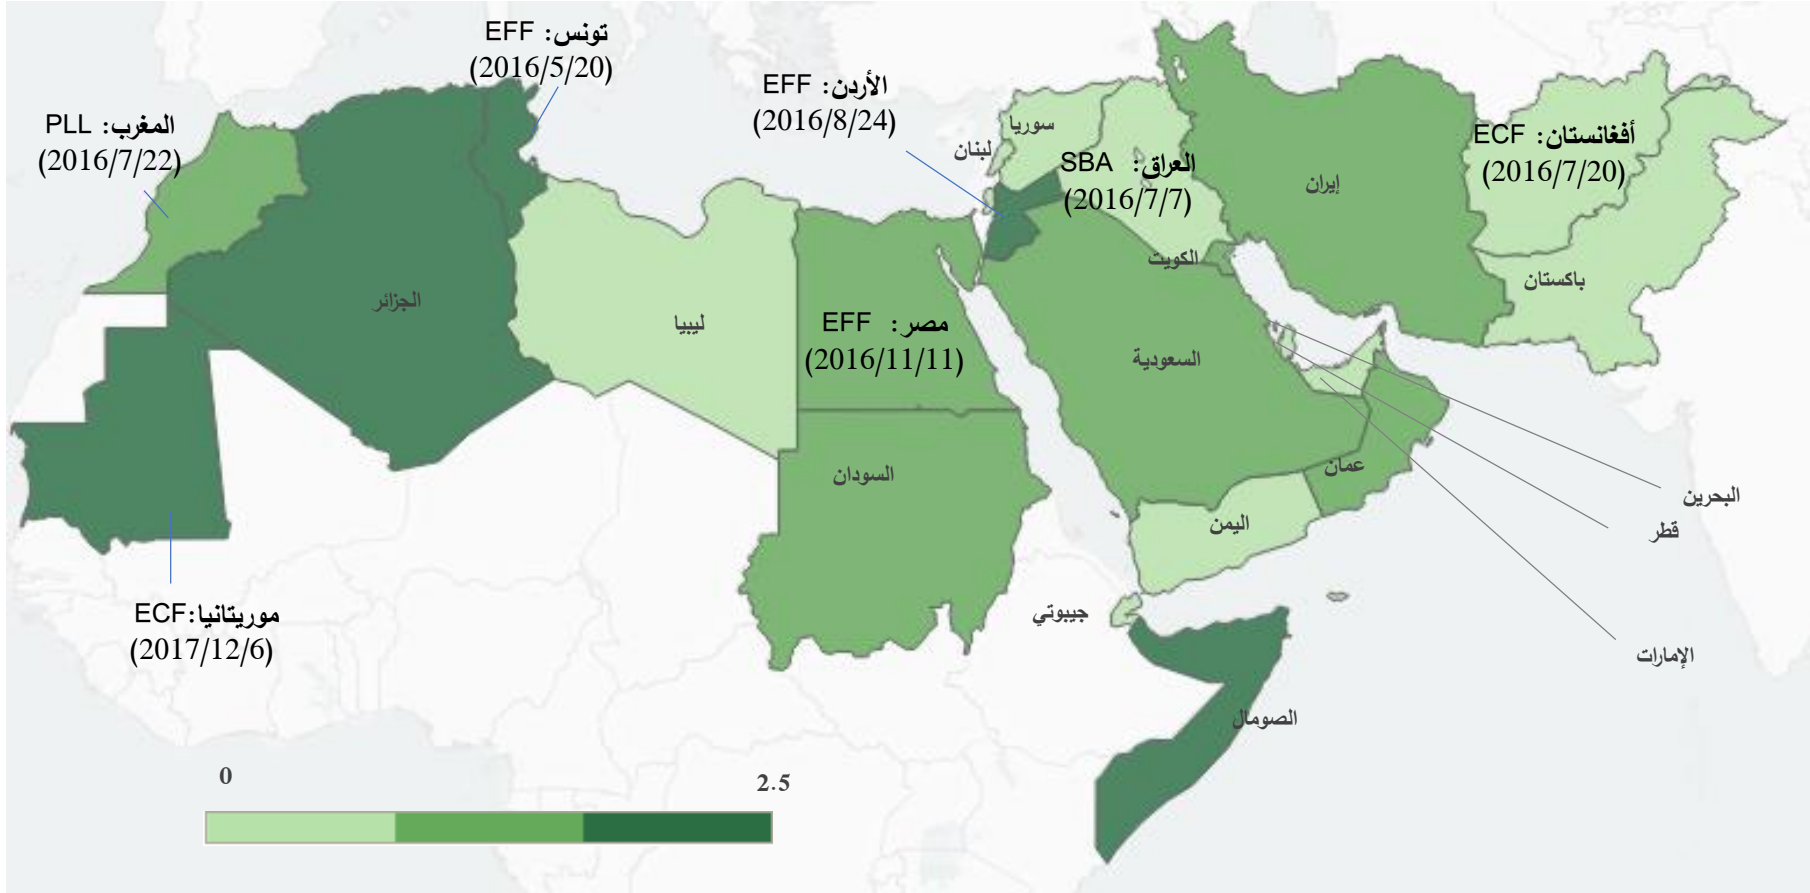 تونس: EFF
(2016/5/20)
الأردن: EFF
(2016/8/24)
المغرب: PLL
(2016/7/22)
سوريا
لبنان
العراق: SBA
(2016/7/7)
أفغانستان: ECF
(2016/7/20)
إيران
الكويت
باكستان
الجزائر
ليبيا
مصر: EFF
(2016/11/11)
السعودية
السودان
عمان
البحرين
اليمن
قطر
موريتانيا: ECF
(2017/12/6)
جيبوتي
الإمارات
الصومال
0
2.5